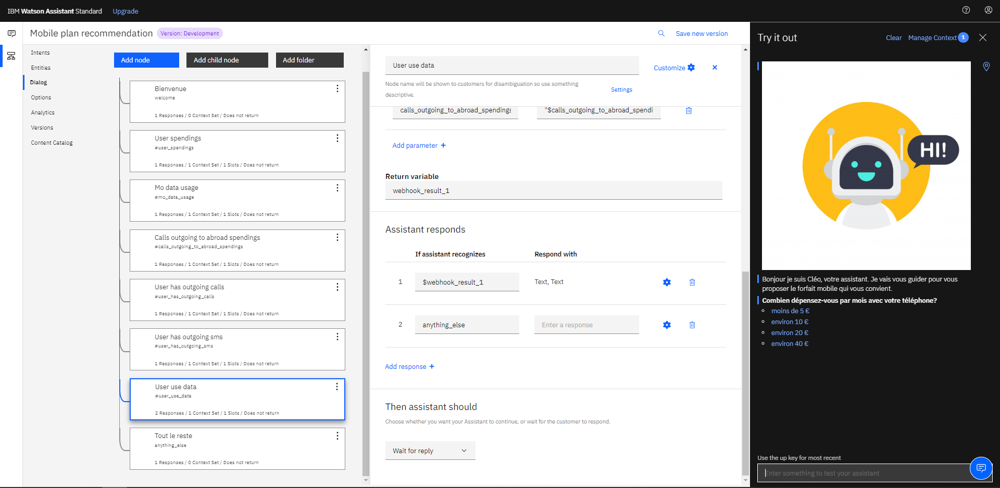 IBM Watson Assistant Standard Upgrade
Mobile plan recommendation Version: Development
Save new version
Intents
Entities
Dialog
Options
Analytics
Versions
Content Catalog
Add node Add child node Add folder
Bienvenue
welcome
1 Responses / 0 Context Set / Does not return
User spendings
#user_spendings
1 Responses / 1 Context Set / 1 Slots / Does not return
Mo data usage
#mo_data_usage
1 Responses / 1 Context Set / 1 Slots / Does not return
Calls outgoing to abroad spendings
#calls_outgoing_to_abroad_spendings
1 Responses / 1 Context Set / 1 Slots / Does not return
User has outgoing calls
#user_has_outgoing_calls
1 Responses / 1 Context Set / 1 Slots / Does not return
User has outgoing sms
#user_has_outgoing_sms
1 Responses / 1 Context Set / 1 Slots / Does not return
User use data
#user_use_data
2 Responses / 1 Context Set / 1 Slots / Does not return
Tout le reste
anything_else
1 Responses / 0 Context Set / Does not return
User use data
Customize
Node name will be shown to customers for disambiguation so use something
descriptive.
Settings
calls_outgoing_to_abroad_spendings "$calls_outgoing_to_abroad_spendi
Add parameter +
Return variable
webhook_result_1
Assistant responds
If assistant recognizes Respond with
1 $webhook_result_1 Text, Text
2 anything_else Enter a response
Add response +
Then assistant should
Choose whether you want your Assistant to continue, or wait for the customer to respond.
Wait for reply
Try it out Clear Manage Context 1
HI!
Bonjour je suis Cléo, votre assistant. Je vais vous guider pour vous
proposer le forfait mobile qui vous convient.
Combien dépensez-vous par mois avec votre téléphone?
moins de 5 €
environ 10 €
environ 20 €
environ 40 €
Use the up key for most recent
Enter something to test your assistant